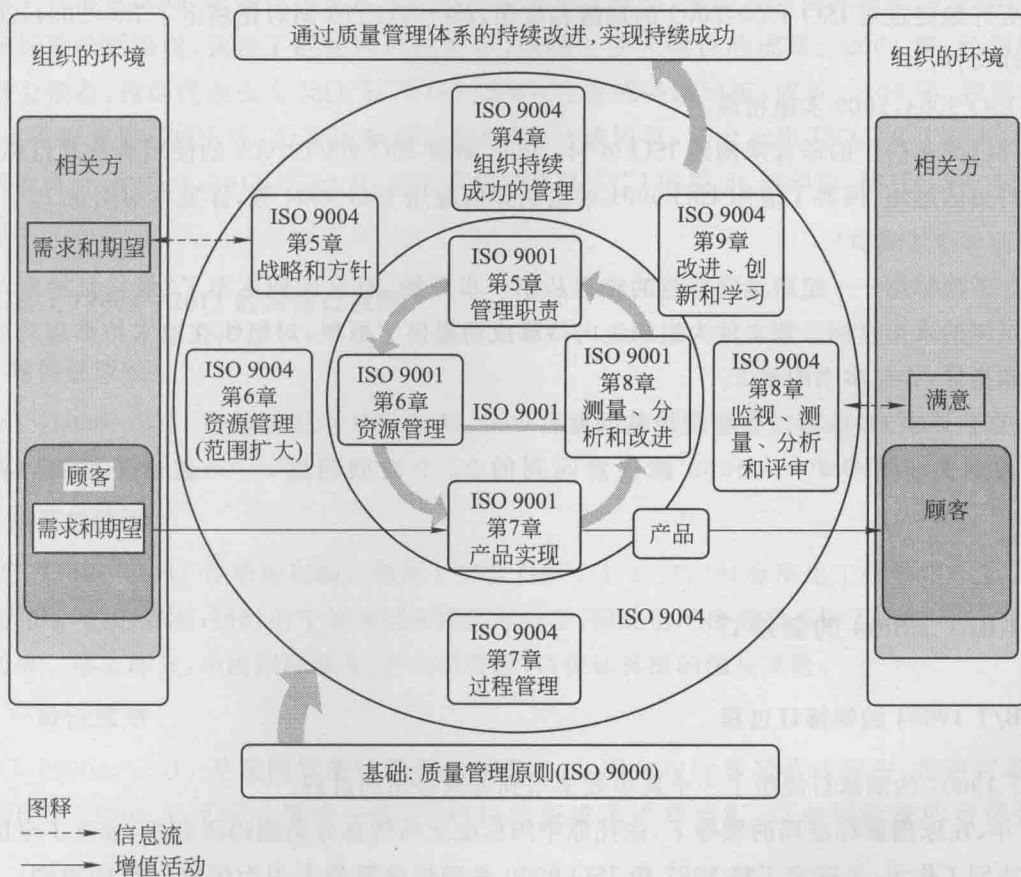 通过质量管理体系的持续改进,实现持续成功
组织的环境
组织的环境
相关方
需求和期望
顾客
需求和期望
ISO 9004
第4章
组织持续
成功的管理
ISO 9004
第5章
战略和方针
ISO 9004
第9章
改进、创
新和学习
ISO 9001
第5章
管理职责
ISO 9004
第6章
资源管理
(范围扩大)
ISO 9001
第6章
资源管理
ISO 9001
ISO 9001
第8章
测量、分
析和改进
ISO 9004
第8章
监视、测
量、分析
和评审
相关方
满意
顾客
ISO 9001
第7章
产品实现
产品
ISO 9004
ISO 9004
第7章
过程管理
基础:质量管理原则(ISO 9000)
图释
信息流
增值活动